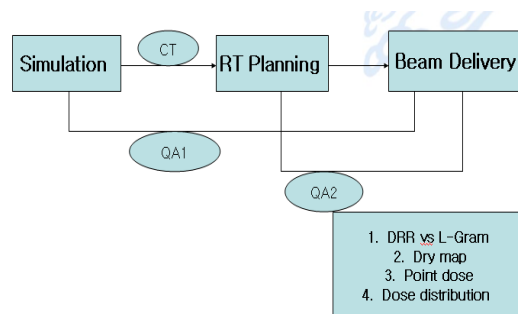 CT
Simulation
RT Planning
Beam Delivery
QA1
QA2
1. DRR vs L-Gram
2. Dry map
3. Point dose
4. Dose distribution